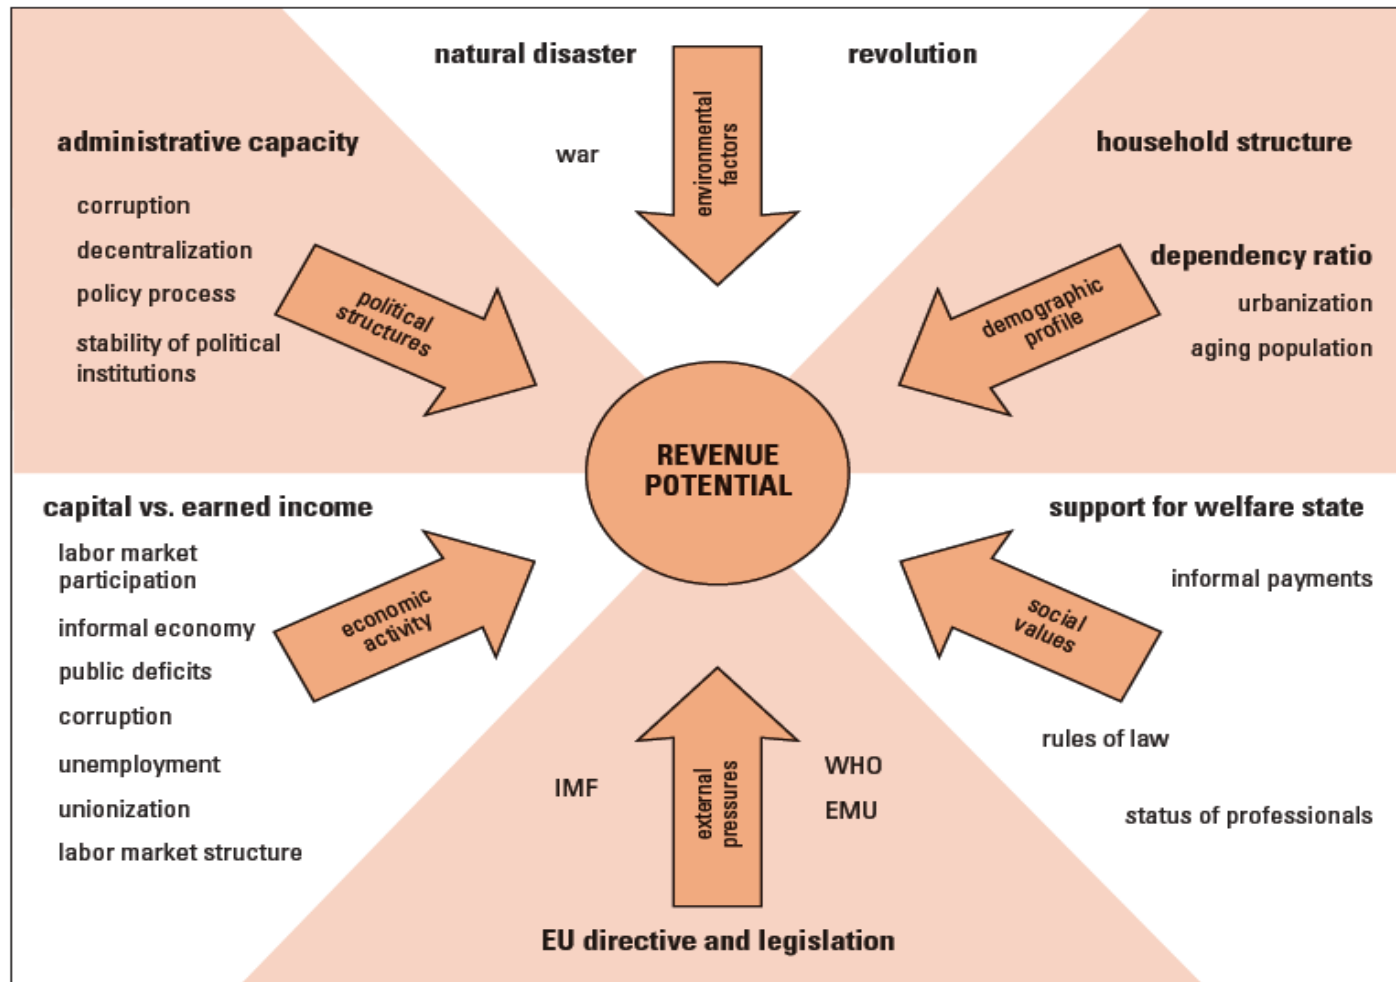 natural disaster
revolution
environmental
factors
war
administrative capacity
corruption
decentralization
policy process
stability of political
institutions
political
structures
household structure
dependency ratio
urbanization
aging population
demographic
profile
REVENUE
POTENTIAL
capital vs. earned income
labor market
participation
informal economy
public deficits
corruption
unemployment
unionization
labor market structure
economic
activity
support for welfare state
informal payments
social
values
rules of law
status of professionals
IMF
external
pressures
WHO
EMU
EU directive and legislation